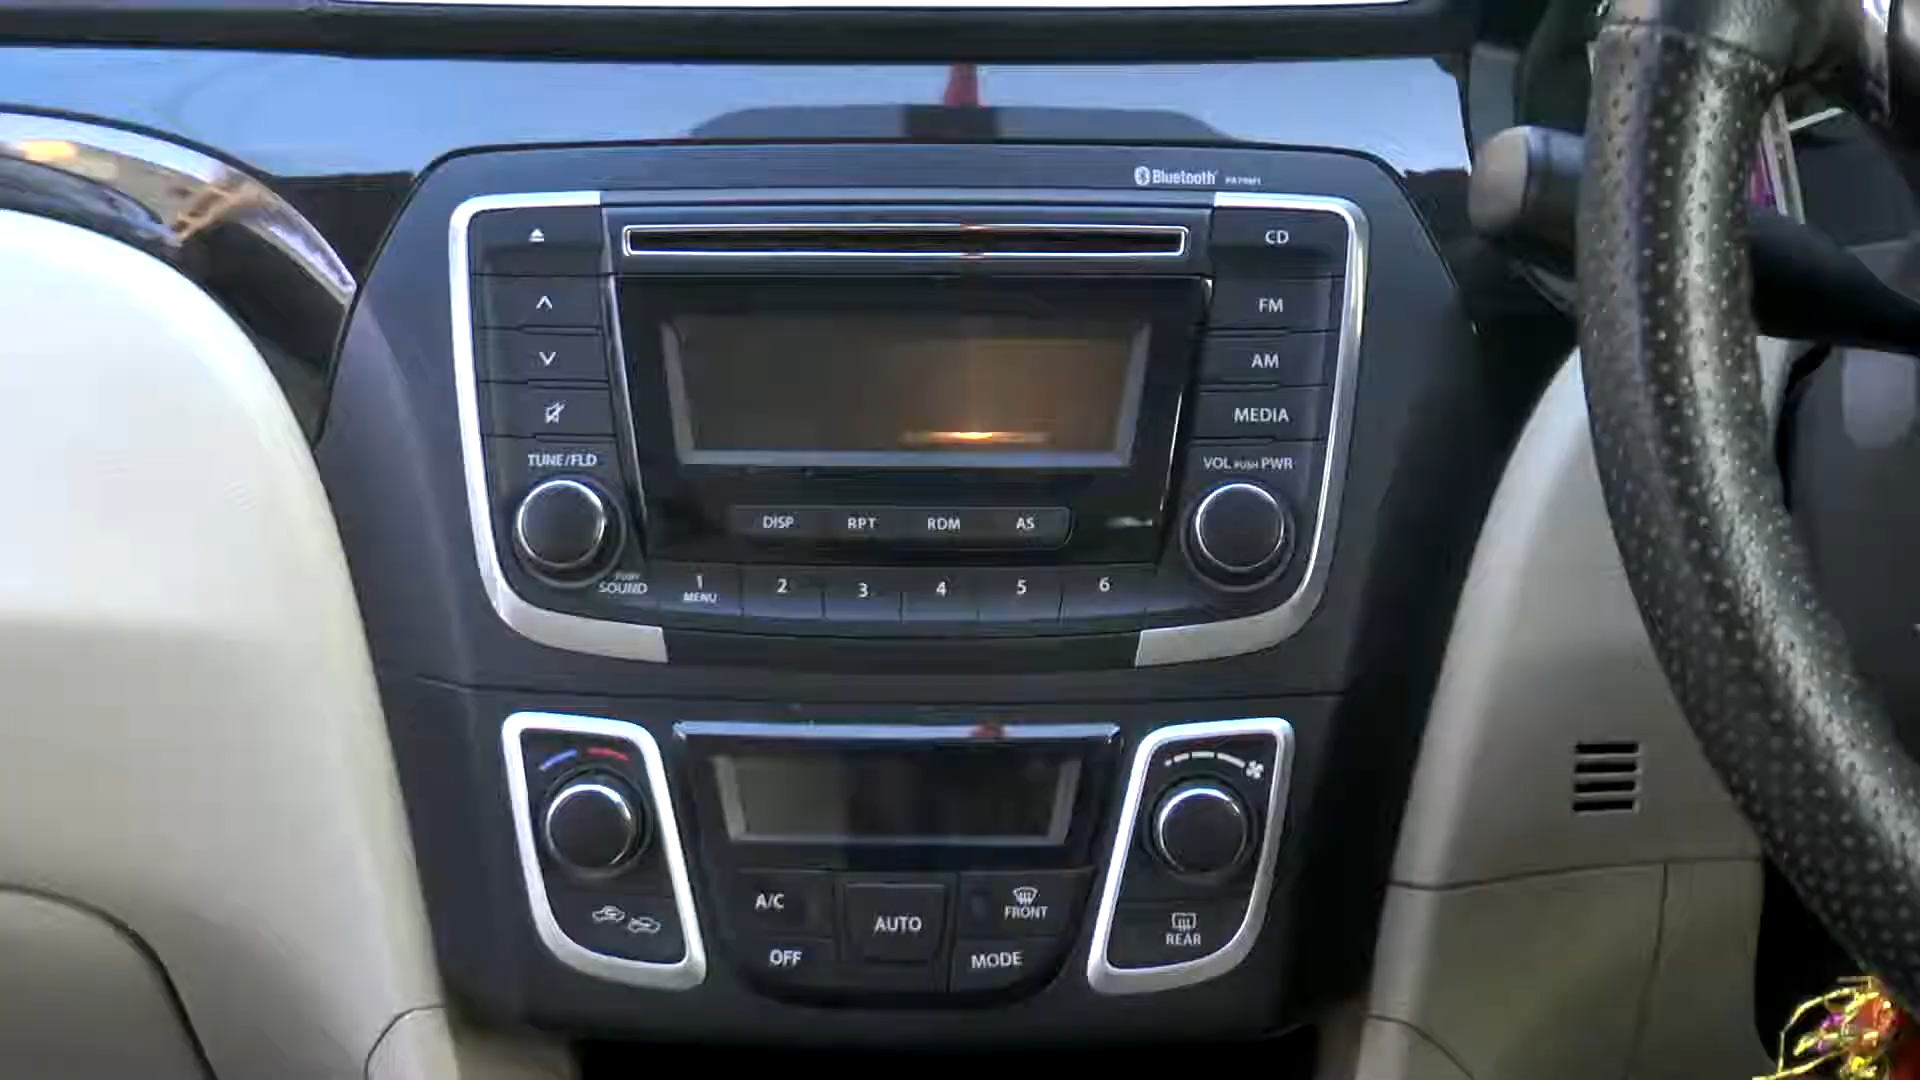 Bluetooth
CD
FM
AM
MEDIA
TUNE/FLD
VOL PUSH PWR
DISP RPT RDM AS
PUSH
SOUND
1 2 3 4 5 6
MENU
A/C
AUTO
FRONT
OFF
MODE
REAR